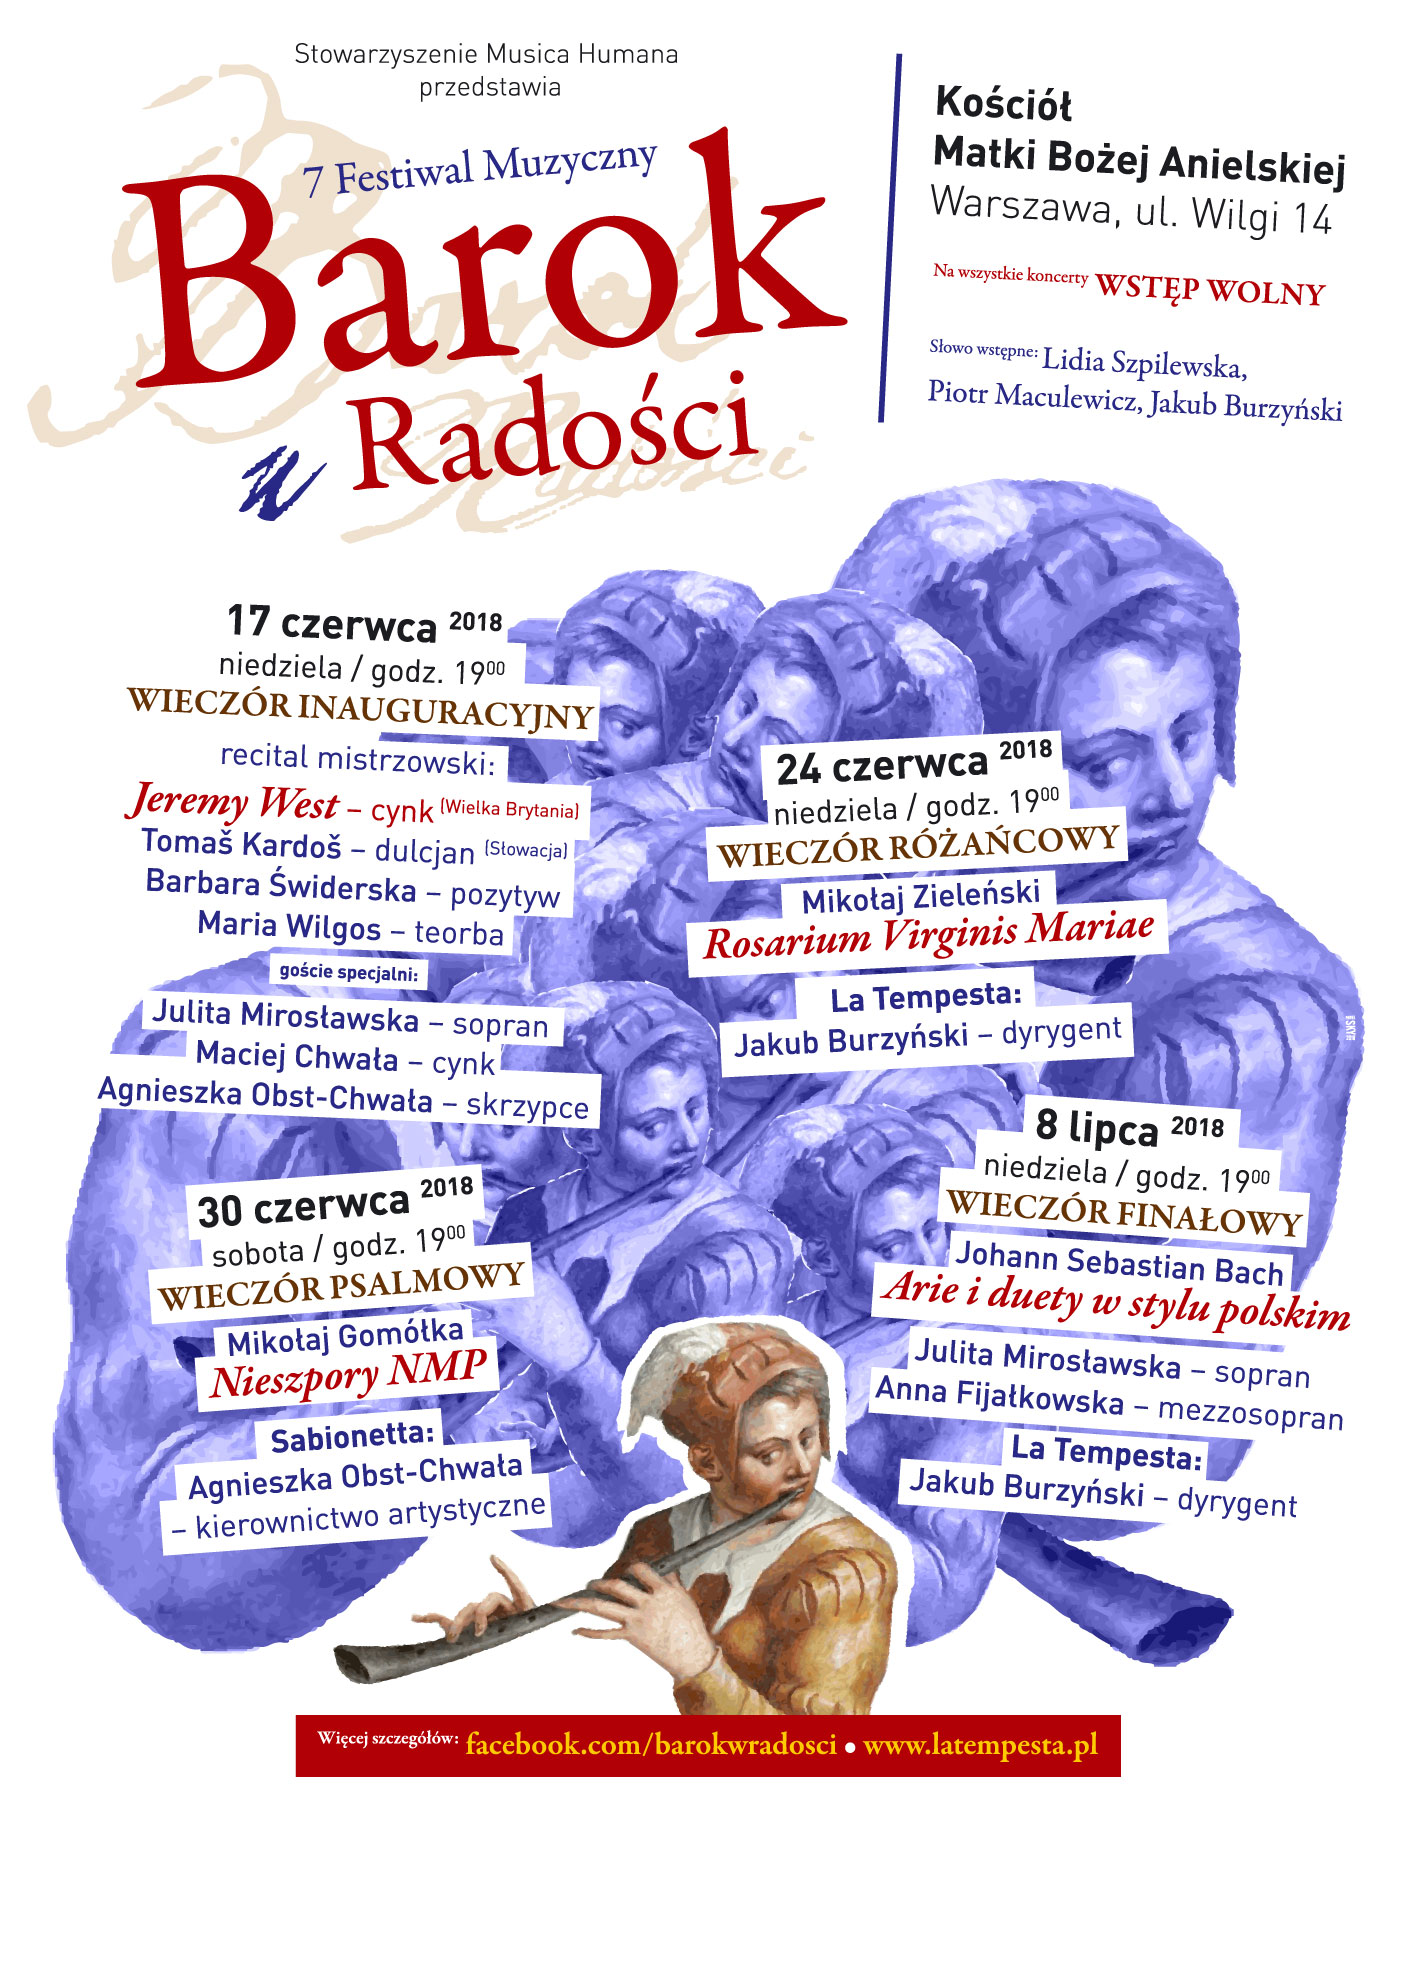 Stowarzyszenie Musica Humana
przedstawia
7 Festiwal Muzyczny
Barok
w Radości
Kościół
Matki Bożej Anielskiej
Warszawa, ul. Wilgi 14
Na wszystkie koncerty WSTĘP WOLNY
Słowo wstępne: Lidia Szpilewska,
Piotr Maculewicz, Jakub Burzyński
17 czerwca 2018
niedziela / godz. 19⁰⁰
WIECZÓR INAUGURACYJNY
recital mistrzowski:
Jeremy West – cynk (Wielka Brytania)
Tomaš Kardoš – dulcjan (Słowacja)
Barbara Świderska – pozytyw
Maria Wilgos – teorba
goście specjalni:
Julita Mirosławska – sopran
Maciej Chwała – cynk
Agnieszka Obst-Chwała – skrzypce
24 czerwca 2018
niedziela / godz. 19⁰⁰
WIECZÓR RÓŻAŃCOWY
Mikołaj Zieleński
Rosarium Virginis Mariae
La Tempesta:
Jakub Burzyński – dyrygent
30 czerwca 2018
sobota / godz. 19⁰⁰
WIECZÓR PSALMOWY
Mikołaj Gomółka
Nieszpory NMP
Sabionetta:
Agnieszka Obst-Chwała
– kierownictwo artystyczne
8 lipca 2018
niedziela / godz. 19⁰⁰
WIECZÓR FINAŁOWY
Johann Sebastian Bach
Arie i duety w stylu polskim
Julita Mirosławska – sopran
Anna Fijałkowska – mezzosopran
La Tempesta:
Jakub Burzyński – dyrygent
Więcej szczegółów: facebook.com/barokwradosci • www.latempesta.pl